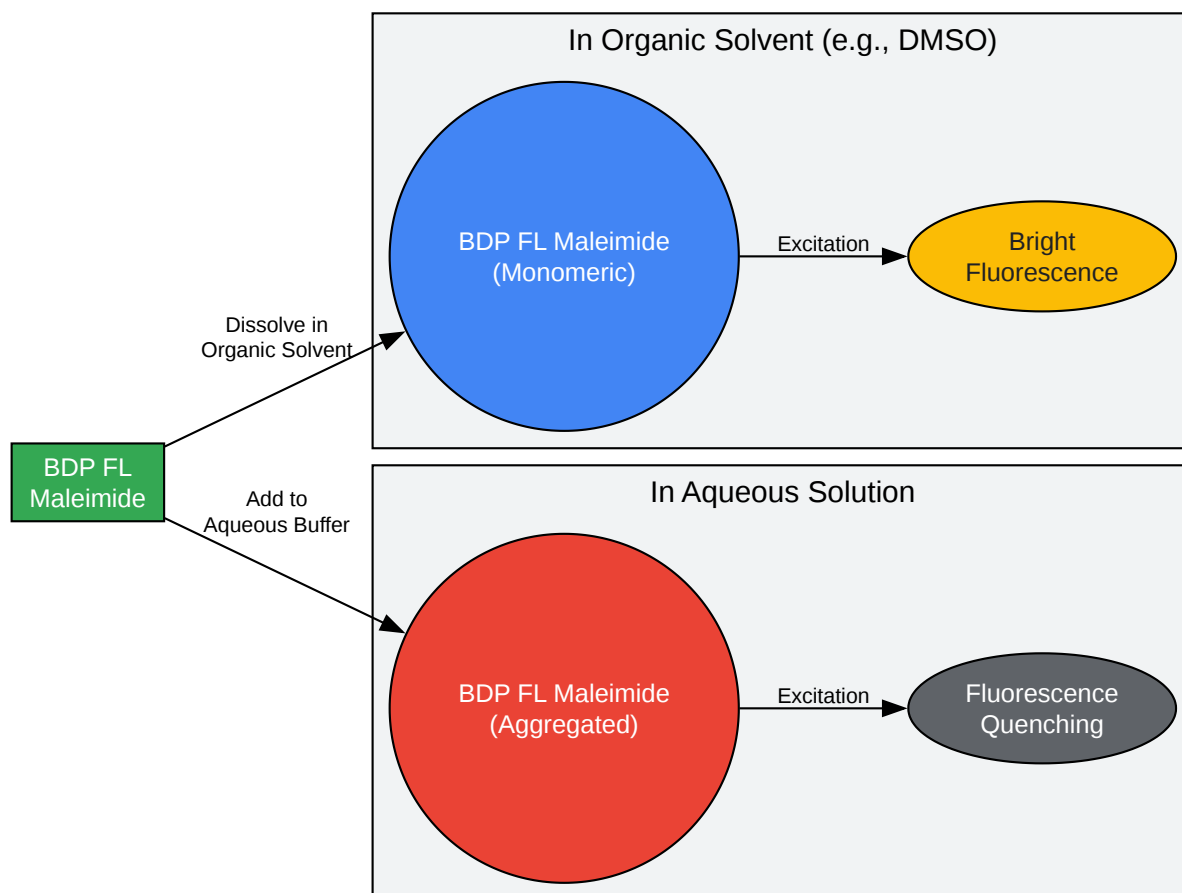 In Organic Solvent (e.g., DMSO)
BDP FL Maleimide
(Monomeric)
Excitation
Bright
Fluorescence
Dissolve in
Organic Solvent
BDP FL
Maleimide
Add to
Aqueous Buffer
In Aqueous Solution
BDP FL Maleimide
(Aggregated)
Excitation
Fluorescence
Quenching